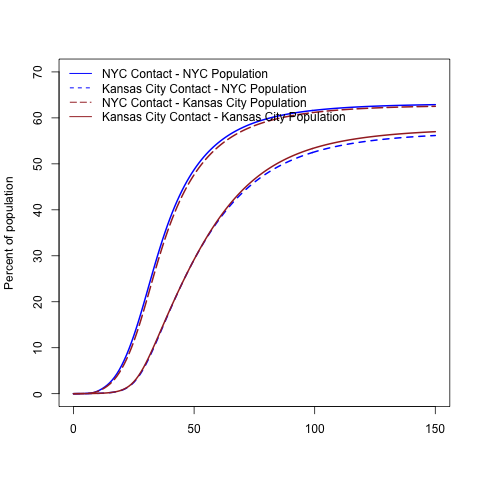 NYC Contact - NYC Population
Kansas City Contact - NYC Population
NYC Contact - Kansas City Population
Kansas City Contact - Kansas City Population
Percent of population
70
60
50
40
30
20
10
0
0 50 100 150